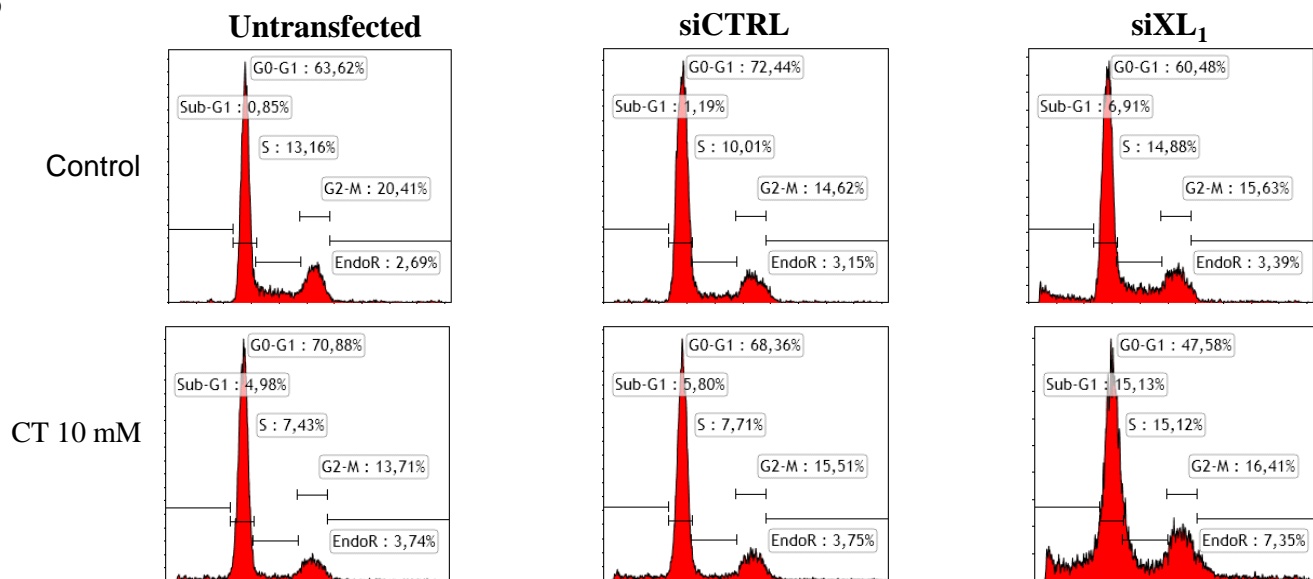 Untransfected
siCTRL
siXL1
Control
G0-G1 : 63,62%
Sub-G1 : 0,85%
S : 13,16%
G2-M : 20,41%
EndoR : 2,69%
G0-G1 : 72,44%
Sub-G1 : 1,19%
S : 10,01%
G2-M : 14,62%
EndoR : 3,15%
G0-G1 : 60,48%
Sub-G1 : 6,91%
S : 14,88%
G2-M : 15,63%
EndoR : 3,39%
CT 10 mM
G0-G1 : 70,88%
Sub-G1 : 4,98%
S : 7,43%
G2-M : 13,71%
EndoR : 3,74%
G0-G1 : 68,36%
Sub-G1 : 5,80%
S : 7,71%
G2-M : 15,51%
EndoR : 3,75%
G0-G1 : 47,58%
Sub-G1 : 15,13%
S : 15,12%
G2-M : 16,41%
EndoR : 7,35%